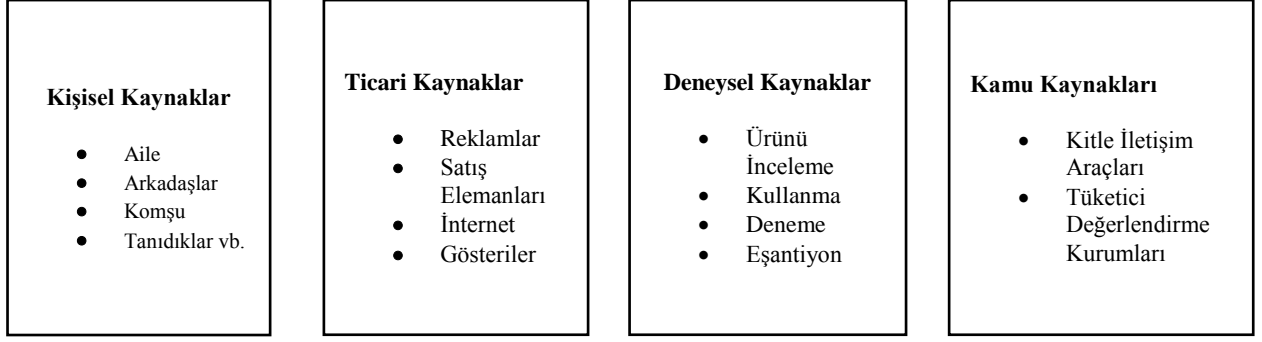 Kişisel Kaynaklar
● Aile
● Arkadaşlar
● Komşu
● Tanıdıklar vb.
Ticari Kaynaklar
● Reklamlar
● Satış
Elemanları
● İnternet
● Gösteriler
Deneysel Kaynaklar
● Ürünü
İnceleme
● Kullanma
● Deneme
● Eşantiyon
Kamu Kaynakları
● Kitle İletişim
Araçları
● Tüketici
Değerlendirme
Kurumları